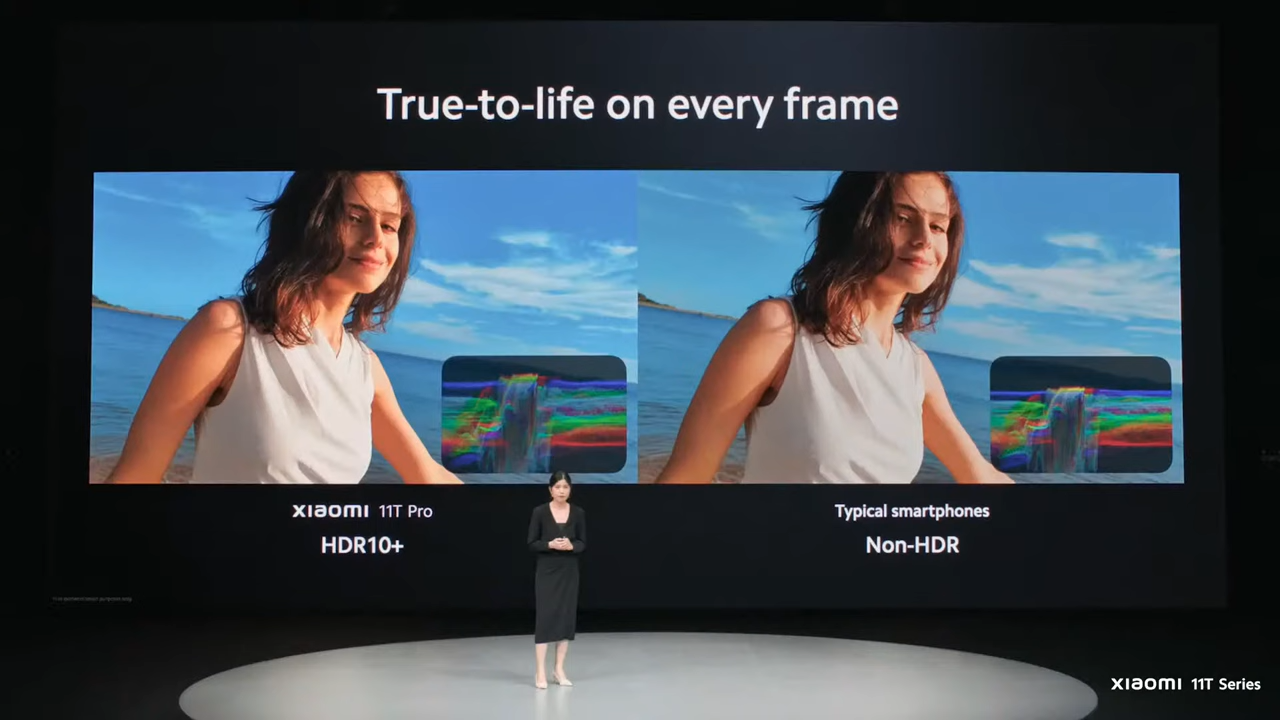 True-to-life on every frame
xiaomi 11T Pro
HDR10+
Typical smartphones
Non-HDR
xiaomi 11T Series